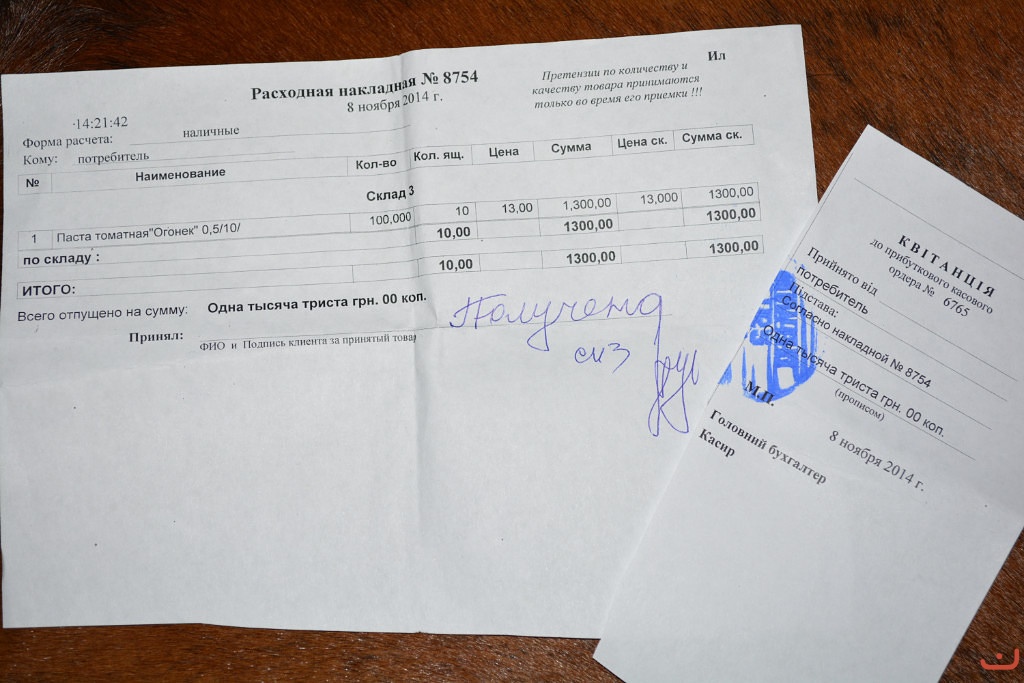 Расходная накладная № 8754
8 ноября 2014 г.
Претензии по количеству и
качеству товара принимаются
только во время его приемки !!!
Ил
14:21:42
Форма расчета: наличные
Кому: потребитель
№ Наименование Кол-во Кол. ящ. Цена Сумма Цена ск. Сумма ск.
Склад 3
1 Паста томатная"Огонек" 0,5/10/ 100,000 10 13,00 1,300,00 13,000 1300,00
по складу : 10,00 1300,00 1300,00
ИТОГО: 10,00 1300,00 1300,00
Всего отпущено на сумму: Одна тысяча триста грн. 00 коп.
Принял:
ФИО и Подпись клиента за принятый товар
Получена
КВІТАНЦІЯ
до прибуткового касового
ордера № 6765
Прийнято від
потребитель
Підстава:
Согласно накладной № 8754
Одна тысяча триста грн. 00 коп.
(прописом)
М.П.
8 ноября 2014 г.
Головний бухгалтер
Касир